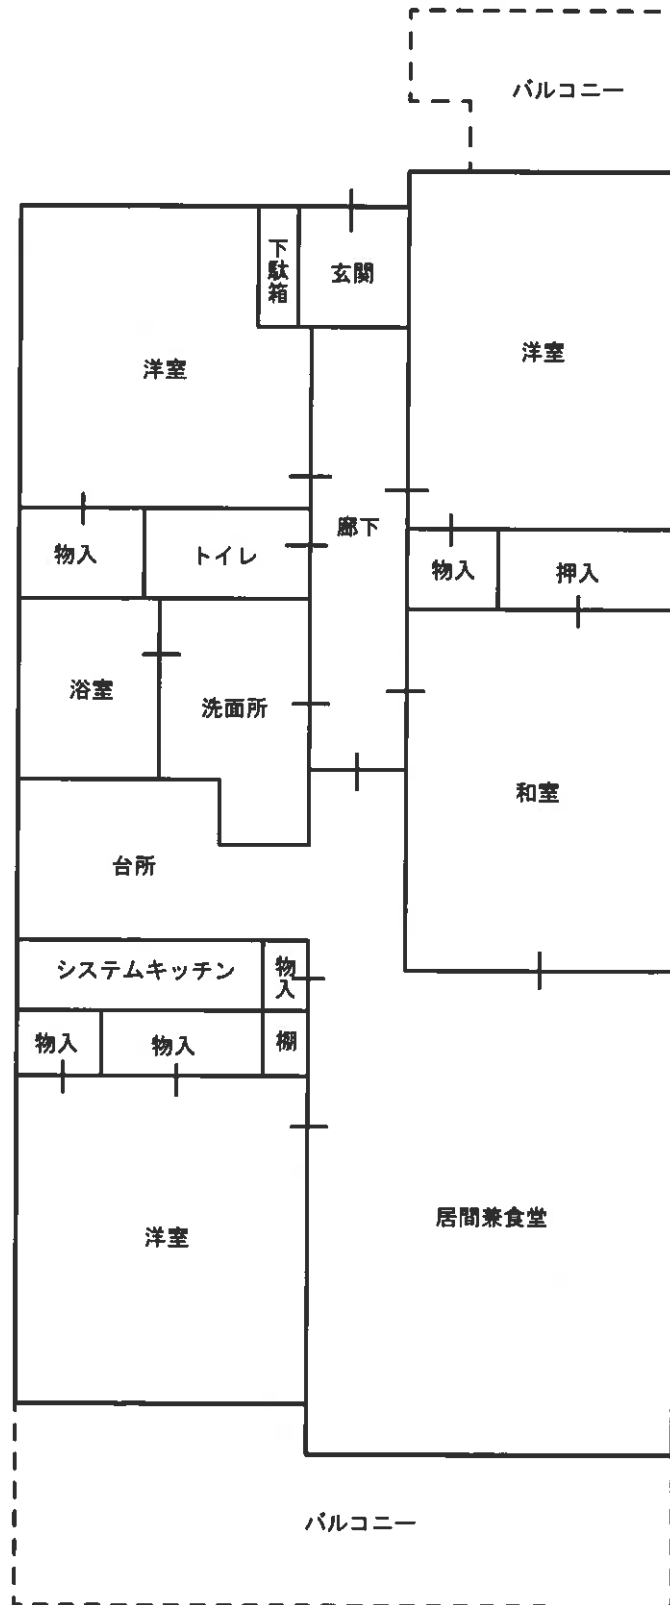 バルコニー
下駄箱
玄関
洋室
洋室
廊下
物入
トイレ
物入
押入
浴室
洗面所
和室
台所
システムキッチン
物入
物入
物入
棚
洋室
居間兼食堂
バルコニー